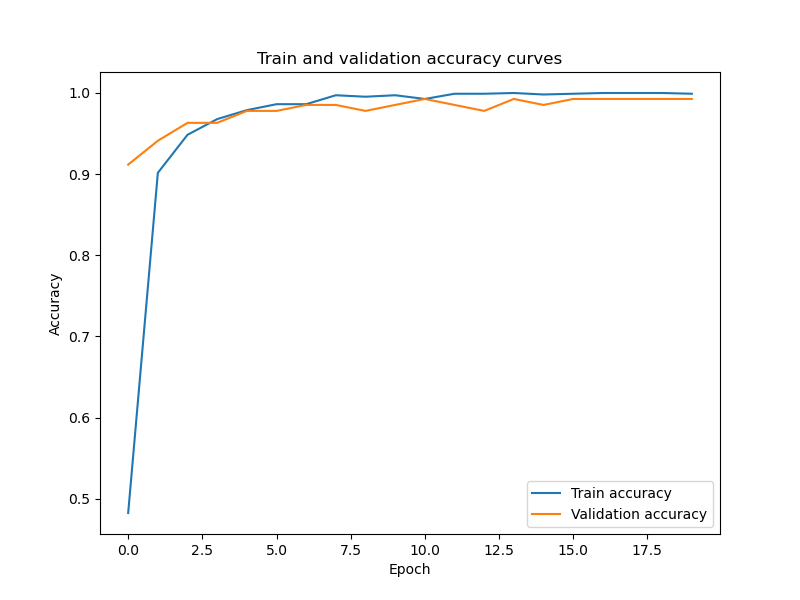 Train and validation accuracy curves
1.0
0.9
0.8
0.7
0.6
0.5
Accuracy
Train accuracy
Validation accuracy
0.0 2.5 5.0 7.5 10.0 12.5 15.0 17.5
Epoch